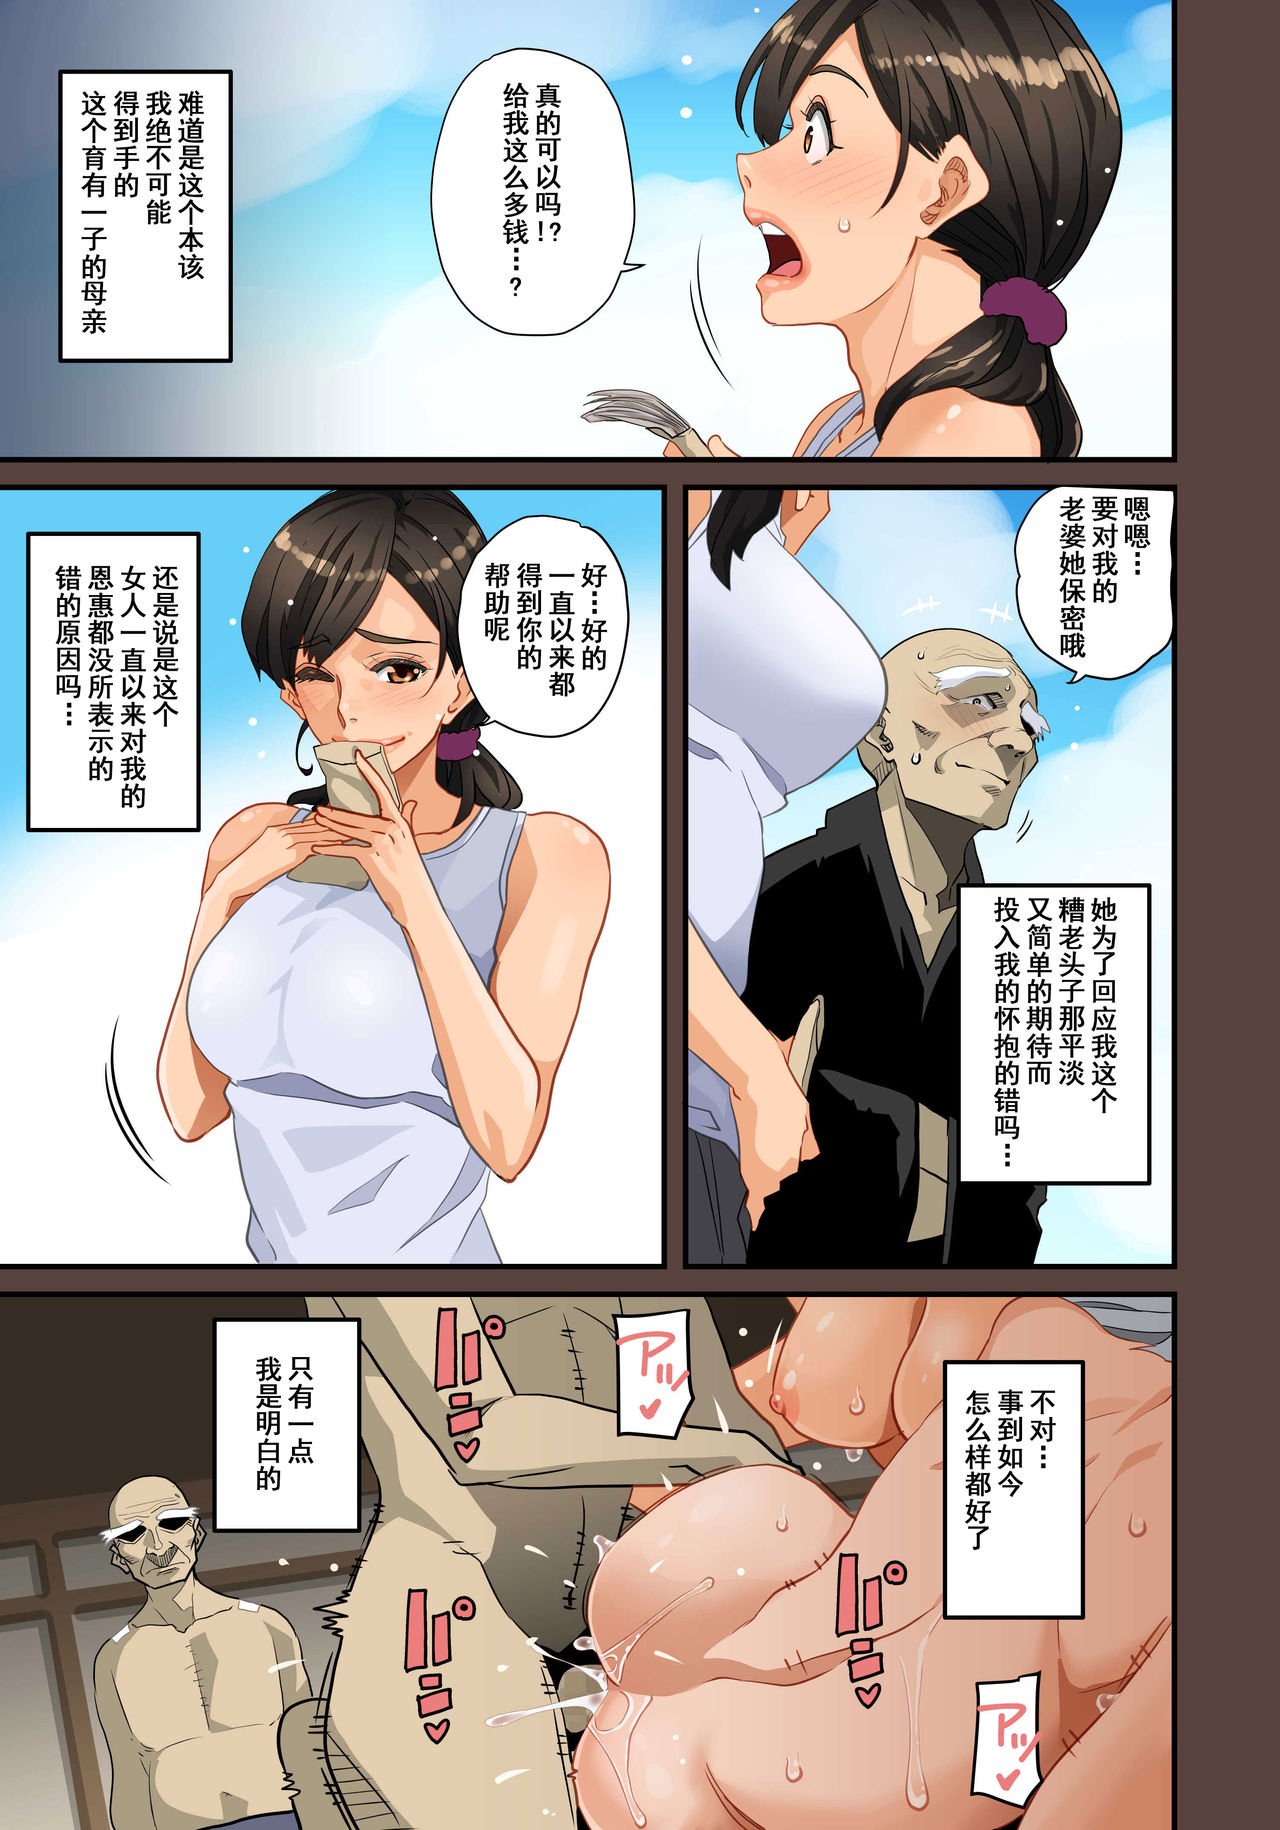 真的可以吗!?
给我这么多钱…?
难道是这个本该
我绝不可能
得到手的
这个育有一子的母亲
嗯嗯…
要对我的
老婆她保密哦
她为了回应我这个
糟老头子那平淡
又简单的期待而
投入我的怀抱的错吗…
好…好的
一直以来都
得到你的
帮助呢
还是说是这个
女人一直以来对我的
恩惠都没所表示的
错的原因吗…
不对…
事到如今
怎么样都好了
只有一点
我是明白的